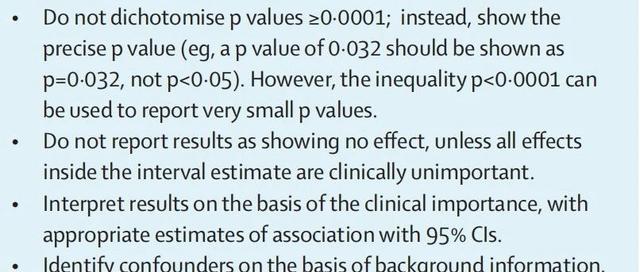 • Do not dichotomise p values ≥0·0001; instead, show the
precise p value (eg, a p value of 0·032 should be shown as
p=0·032, not p<0·05). However, the inequality p<0·0001 can
be used to report very small p values.
• Do not report results as showing no effect, unless all effects
inside the interval estimate are clinically unimportant.
• Interpret results on the basis of the clinical importance, with
appropriate estimates of association with 95% CIs.
• Identify confounders on the basis of background information,